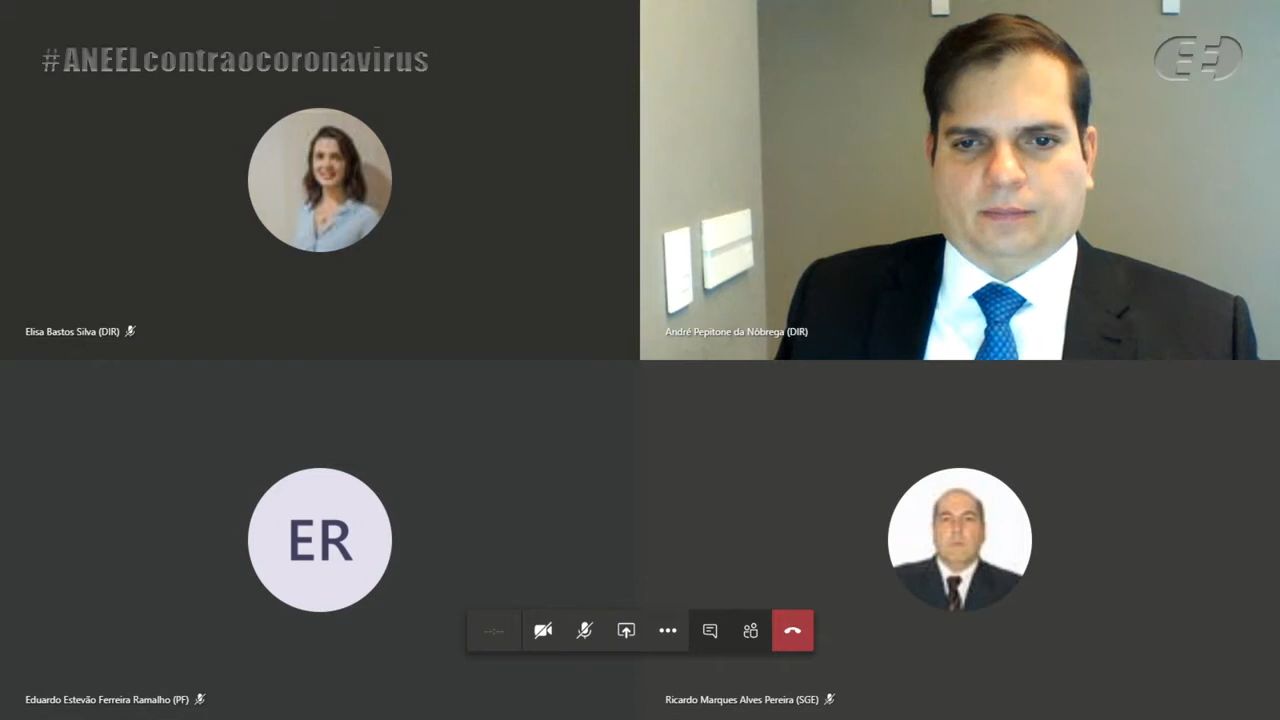 #ANEELcontraocoronavirus
Elisa Bastos Silva (DIR)
André Pepitone da Nóbrega (DIR)
ER
Eduardo Estevão Ferreira Ramalho (PF)
Ricardo Marques Alves Pereira (SGE)
--:--